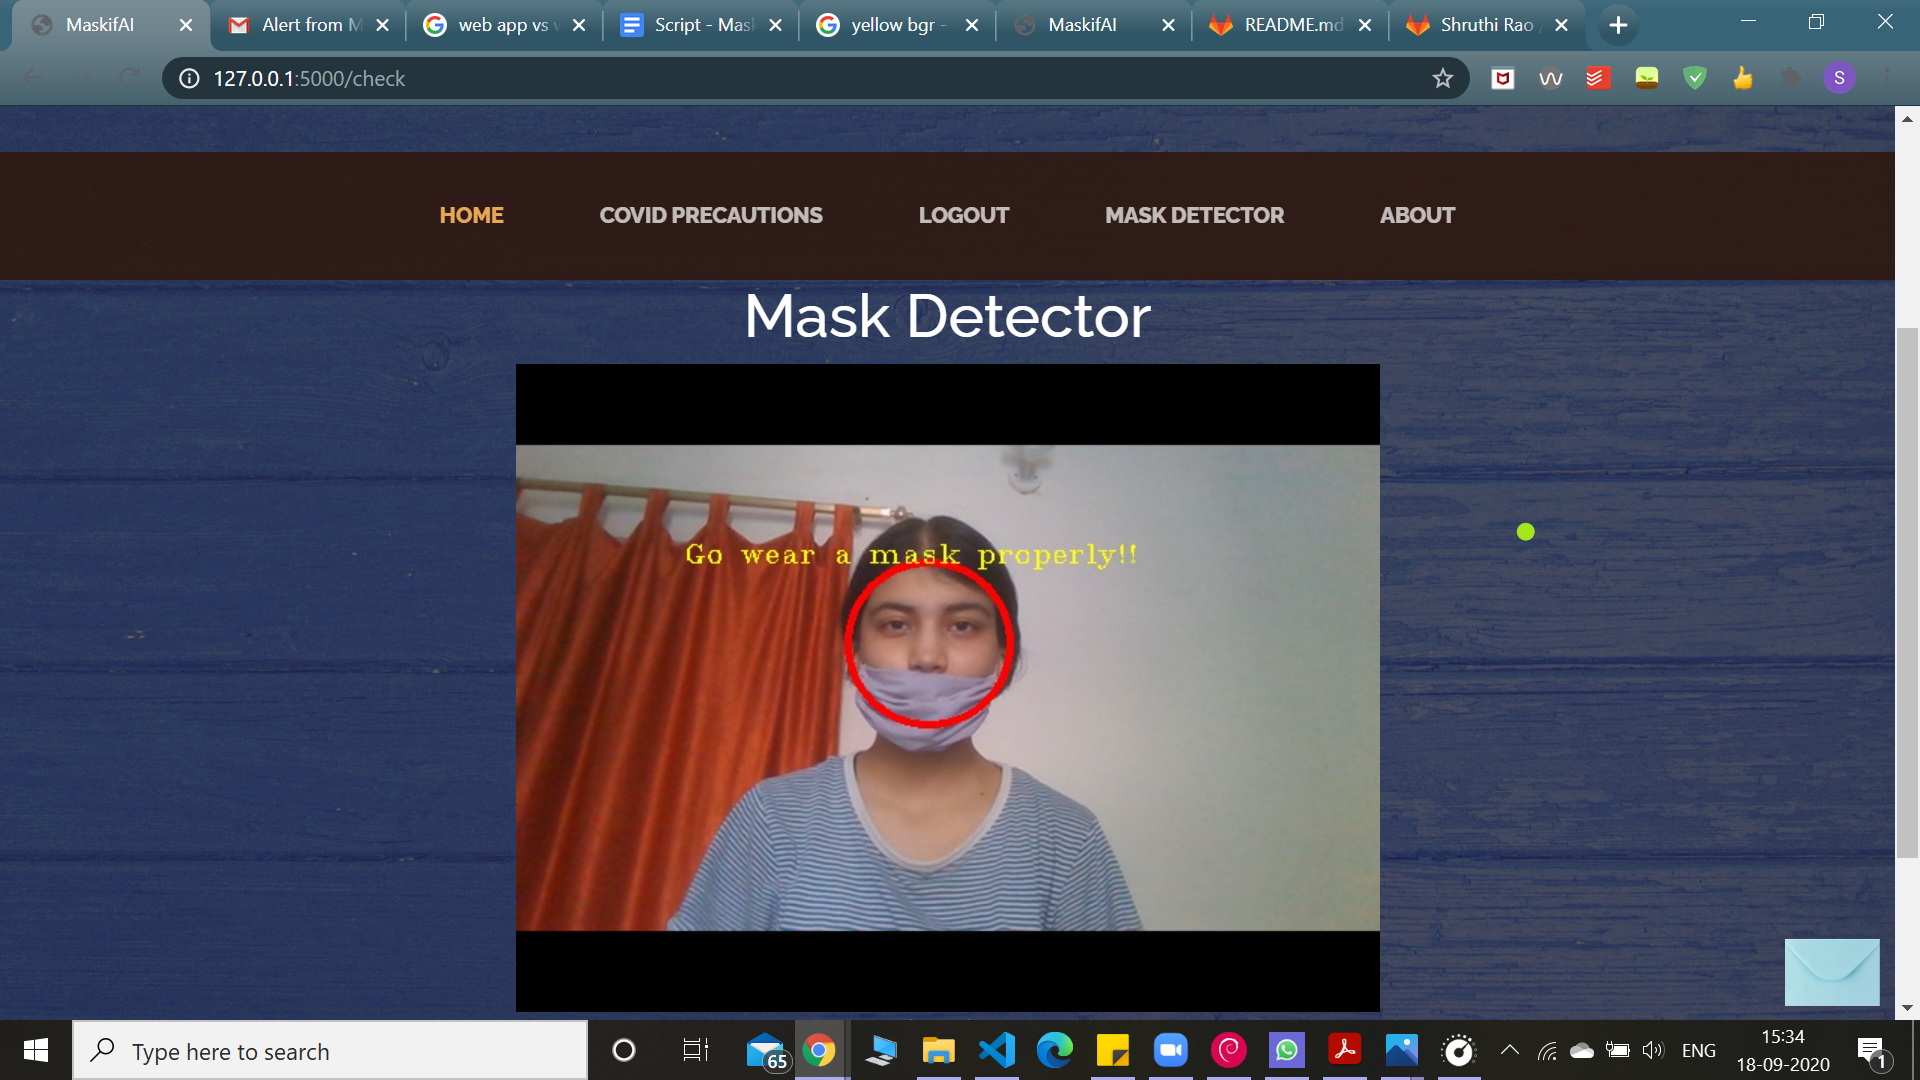 MaskifAI
Alert from M
web app vs v
Script - Mas
yellow bgr -
MaskifAI
README.md
Shruthi Rao /
127.0.0.1:5000/check
S
HOME
COVID PRECAUTIONS
LOGOUT
MASK DETECTOR
ABOUT
Mask Detector
Go wear a mask properly!!
Type here to search
65
ENG
15:34
18-09-2020
1